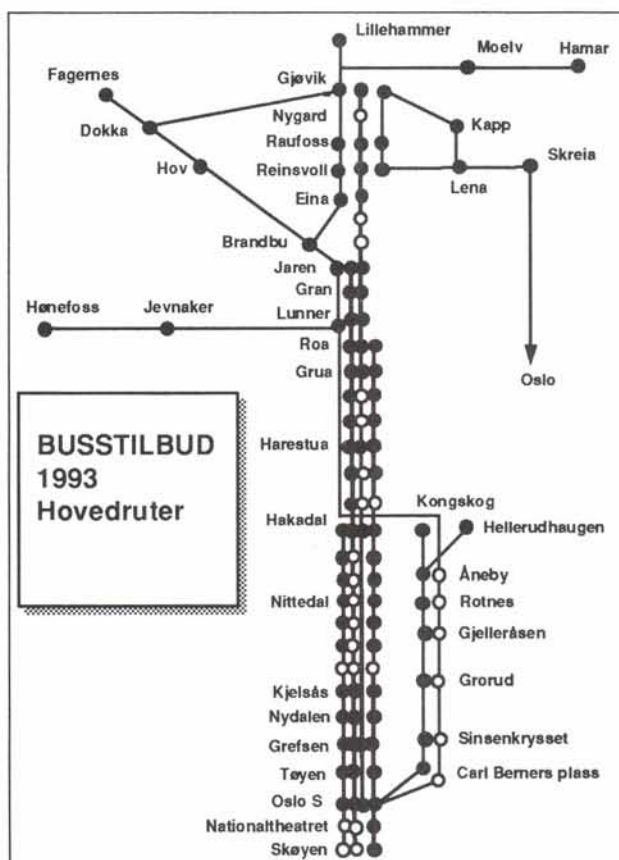 Lillehammer
Moelv
Hamar
Fagernes
Gjøvik
Nygard
Kapp
Dokka
Raufoss
Skreia
Hov
Reinsvoll
Lena
Eina
Brandbu
Jaren
Gran
Hønefoss
Jevnaker
Lunner
Roa
Grua
Oslo
BUSSTILBUD
1993
Hovedruter
Harestua
Kongskog
Hakadal
Hellerudhaugen
Åneby
Nittedal
Rotnes
Gjelleråsen
Grorud
Kjelsås
Nydalen
Sinsenkrysset
Grefsen
Tøyen
Carl Berners plass
Oslo S
Nationaltheatret
Skøyen